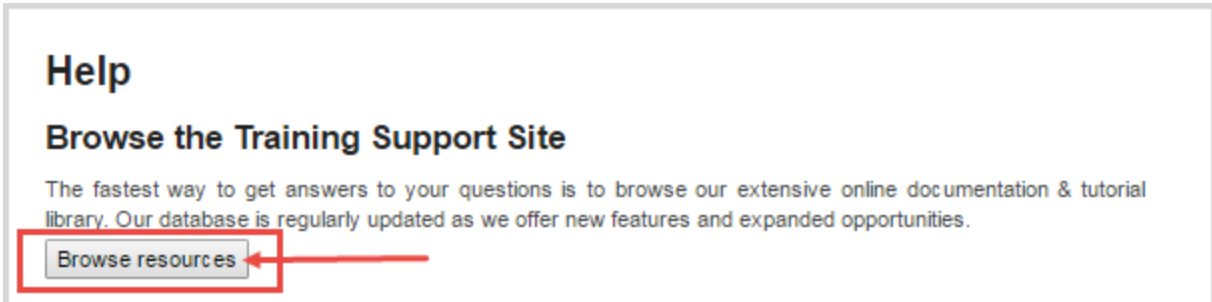 Help
Browse the Training Support Site
The fastest way to get answers to your questions is to browse our extensive online documentation & tutorial
library. Our database is regularly updated as we offer new features and expanded opportunities.
Browse resources